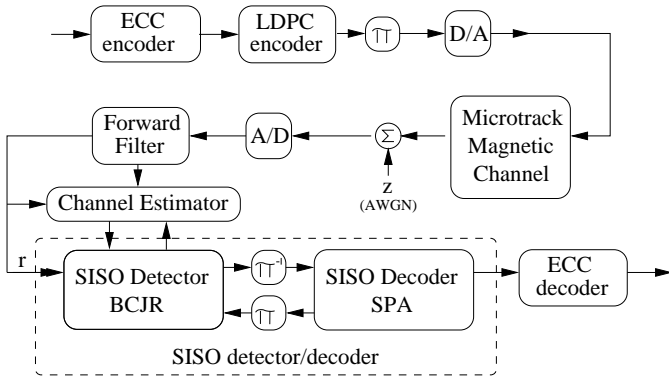 ECC
encoder
LDPC
encoder
π
D/A
Forward
Filter
A/D
Σ
z
(AWGN)
Microtrack
Magnetic
Channel
Channel Estimator
r
SISO Detector
BCJR
π⁻¹
π
SISO Decoder
SPA
ECC
decoder
SISO detector/decoder